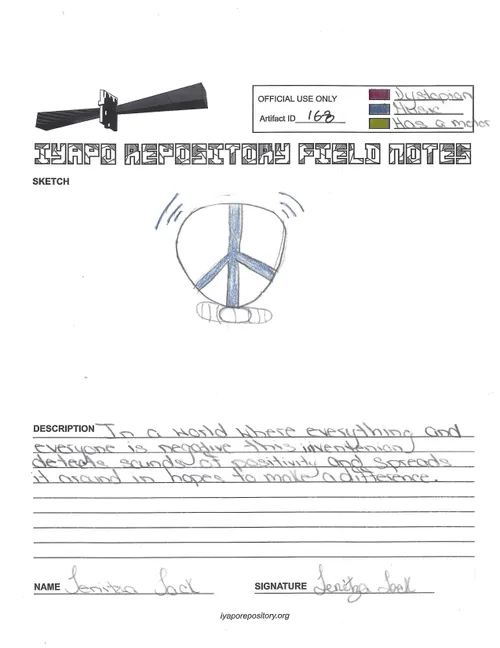 OFFICIAL USE ONLY
Artifact ID 168
Dystopian
Music
Has a motor
IYAPO REPOSITORY FIELD NOTES
SKETCH
DESCRIPTION In a world where everything and
everyone is negative this inventenion
detects sounds of positivity and spreads
it around in hopes to make a difference.
NAME Jenitza Jack
SIGNATURE Jenitza Jack
iyaporepository.org